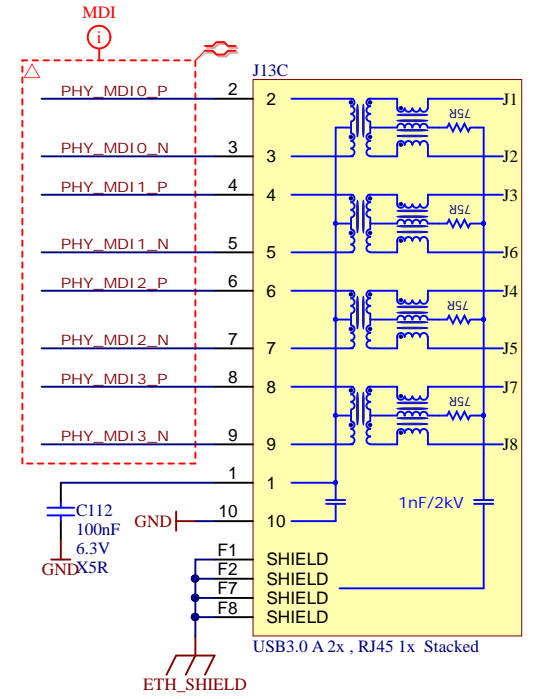 MDI
i
J13C
PHY_MDI0_P 2 2 75R J1
PHY_MDI0_N 3 3 J2
PHY_MDI1_P 4 4 75R J3
PHY_MDI1_N 5 5 J6
PHY_MDI2_P 6 6 75R J4
PHY_MDI2_N 7 7 J5
PHY_MDI3_P 8 8 75R J7
PHY_MDI3_N 9 9 J8
1 1
1nF/2kV
C112
100nF
6.3V
X5R
GND
GND 10 10
F1 SHIELD
F2 SHIELD
F7 SHIELD
F8 SHIELD
USB3.0 A 2x , RJ45 1x Stacked
ETH_SHIELD